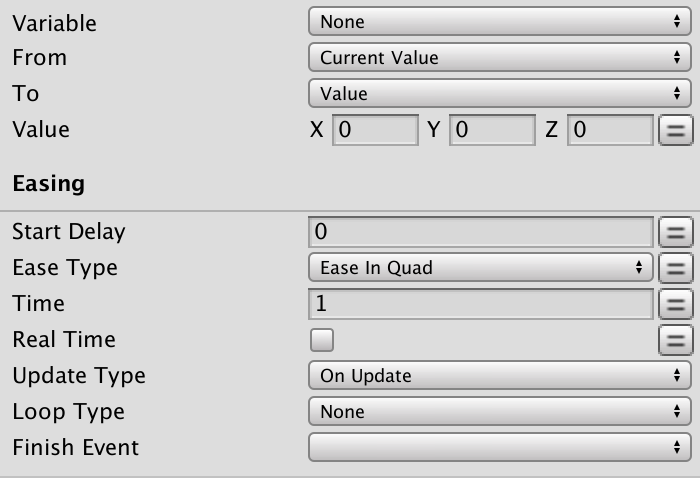 Variable None
From Current Value
To Value
Value X 0 Y 0 Z 0
Easing
Start Delay 0
Ease Type Ease In Quad
Time 1
Real Time
Update Type On Update
Loop Type None
Finish Event